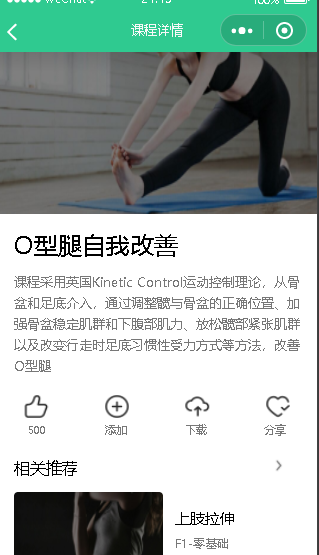 课程详情
O型腿自我改善
课程采用英国Kinetic Control运动控制理论，从骨
盆和足底介入，通过调整髋与骨盆的正确位置、加
强骨盆稳定肌群和下腹部肌力、放松髋部紧张肌群
以及改变行走时足底习惯性受力方式等方法，改善
O型腿
500 添加 下载 分享
相关推荐
上肢拉伸
F1-零基础